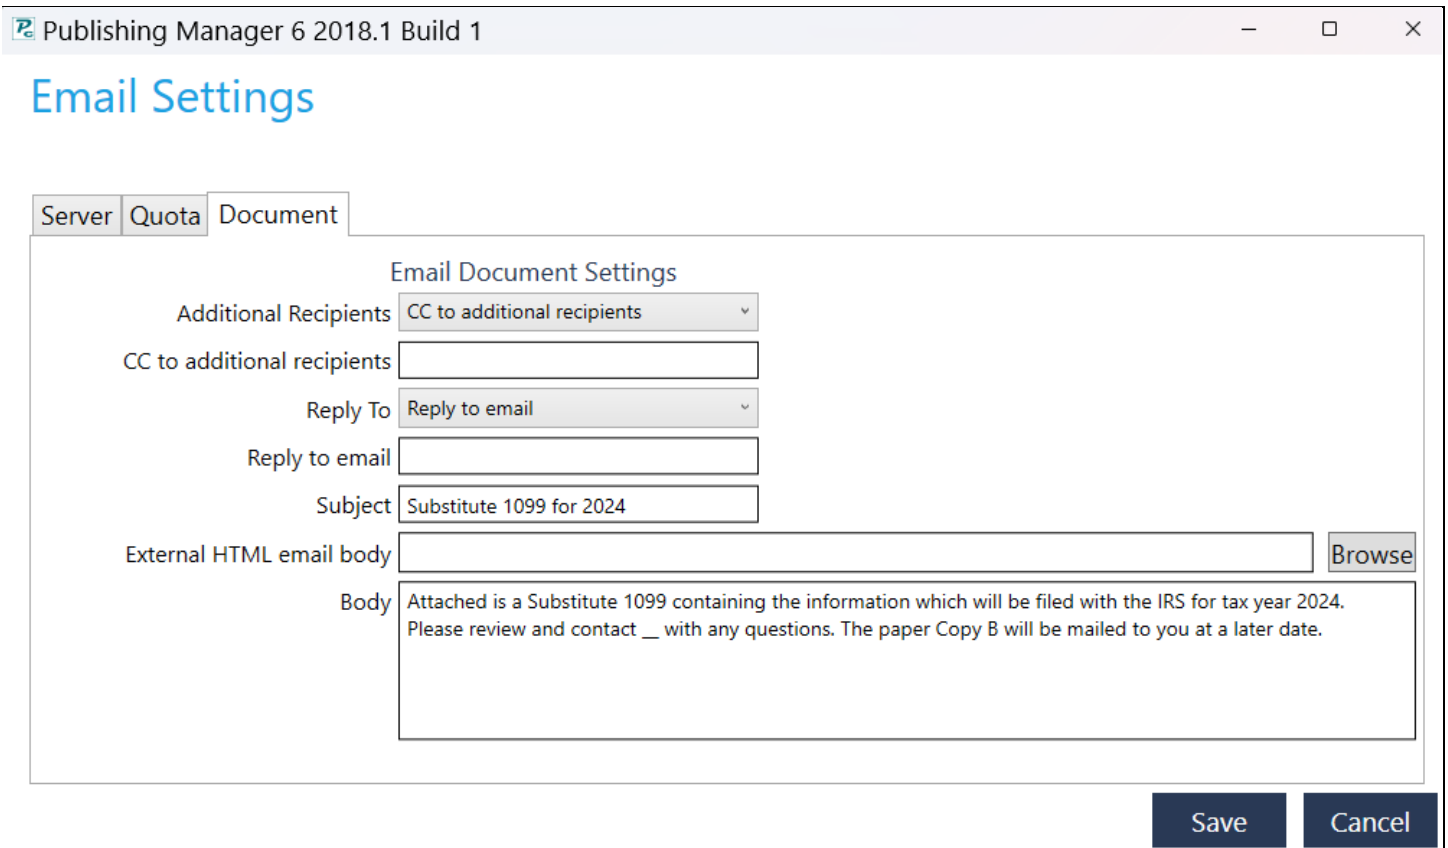 Publishing Manager 6 2018.1 Build 1
Email Settings
Server Quota Document
Email Document Settings
Additional Recipients CC to additional recipients
CC to additional recipients
Reply To Reply to email
Reply to email
Subject Substitute 1099 for 2024
External HTML email body Browse
Body Attached is a Substitute 1099 containing the information which will be filed with the IRS for tax year 2024.
Please review and contact __ with any questions. The paper Copy B will be mailed to you at a later date.
Save Cancel